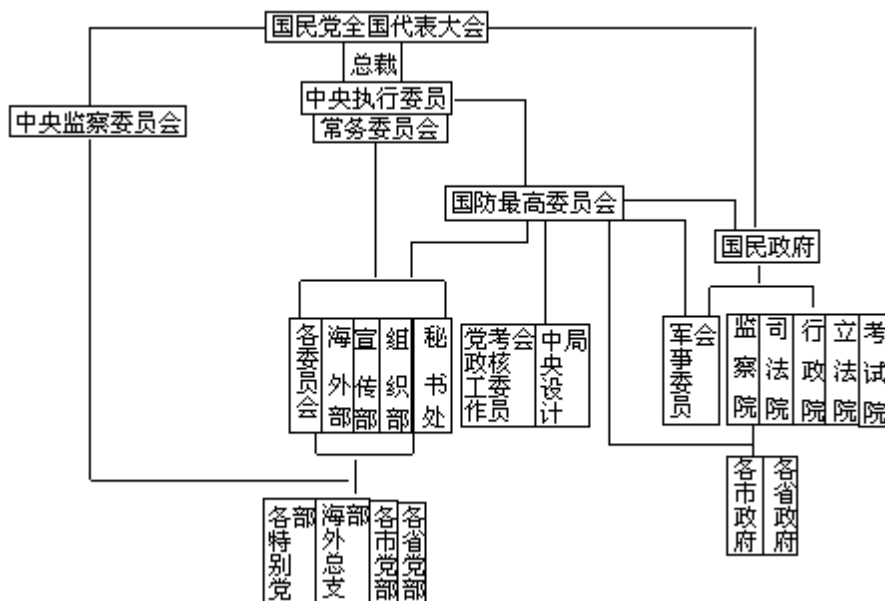 国民党全国代表大会
总裁
中央执行委员
常务委员会
中央监察委员会
国防最高委员会
国民政府
各委员会
海外部
宣传部
组织部
秘书处
党政工作考核委员会
中央设计局
军事委员会
监察院
司法院
行政院
立法院
考试院
各市政府
各省政府
各特别党部
海外总支部
各市党部
各省党部